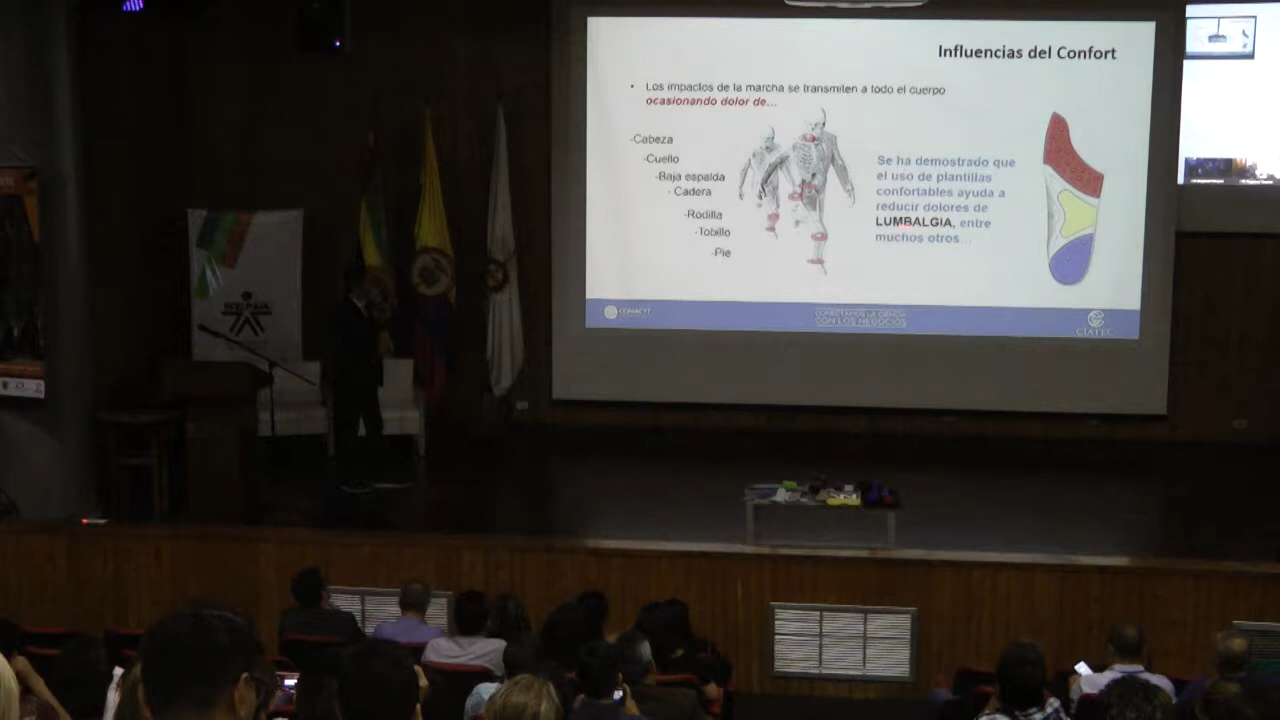 Influencias del Confort
• Los impactos de la marcha se transmiten a todo el cuerpo
ocasionando dolor de...
-Cabeza
-Cuello
-Baja espalda
- Cadera
-Rodilla
-Tobillo
-Pie
Se ha demostrado que
el uso de plantillas
confortables ayuda a
reducir dolores de
LUMBALGIA, entre
muchos otros...
CONACYT
CONECTAMOS LA CIENCIA
CON LOS NEGOCIOS
CIATEC
SENA